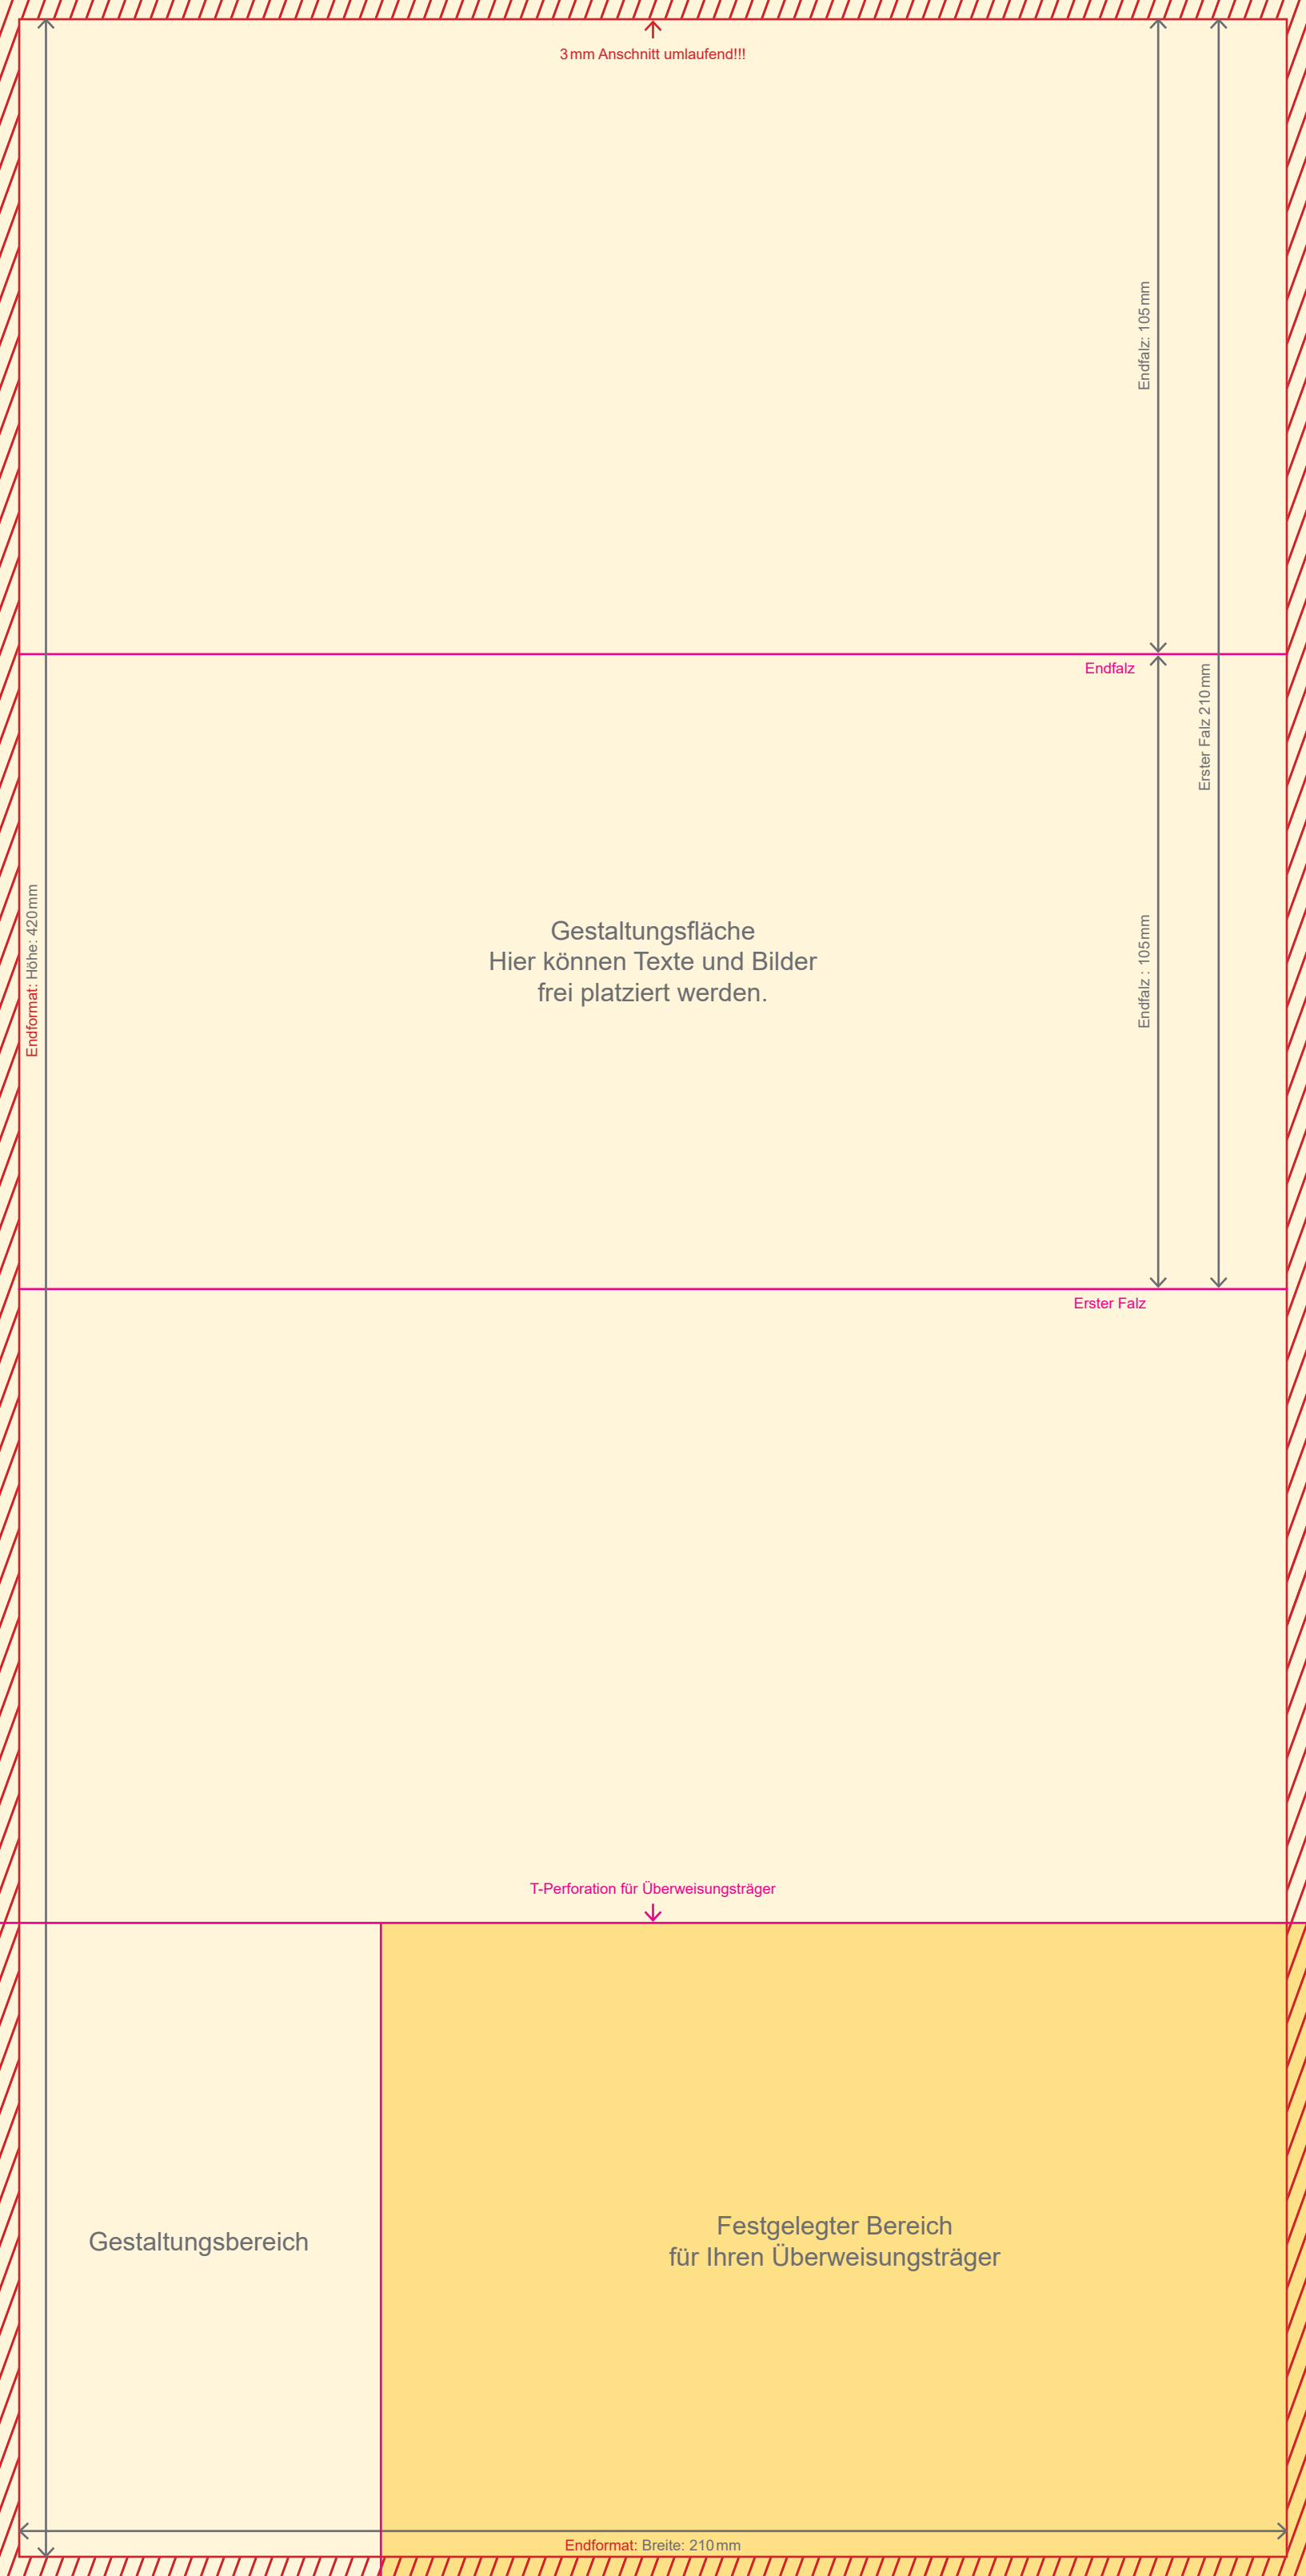 3 mm Anschnitt umlaufend!!!
Endfalz: 105 mm
Endfalz
Erster Falz 210 mm
Endformat: Höhe: 420 mm
Gestaltungsfläche
Hier können Texte und Bilder
frei platziert werden.
Endfalz : 105 mm
Erster Falz
T-Perforation für Überweisungsträger
Gestaltungsbereich
Festgelegter Bereich
für Ihren Überweisungsträger
Endformat: Breite: 210 mm